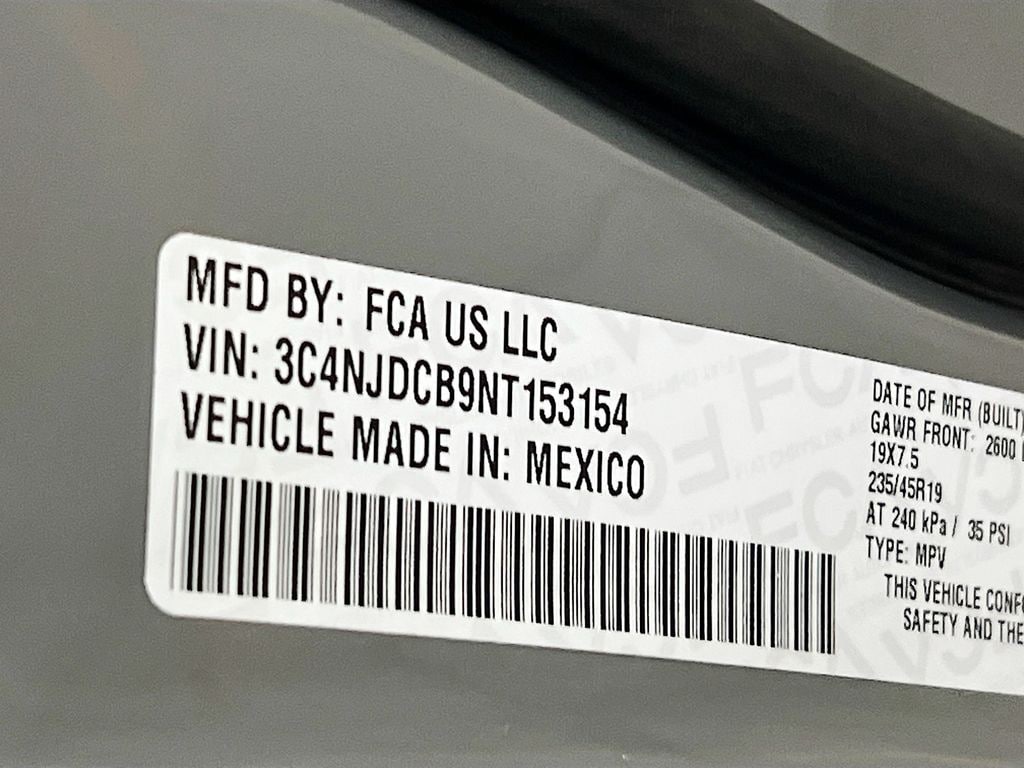 MFD BY: FCA US LLC
VIN: 3C4NJDCB9NT153154
VEHICLE MADE IN: MEXICO
DATE OF MFR (BUILT)
GAWR FRONT: 2600
19X7.5
235/45R19
AT 240 kPa / 35 PSI
TYPE: MPV
THIS VEHICLE
SAFETY AND THE